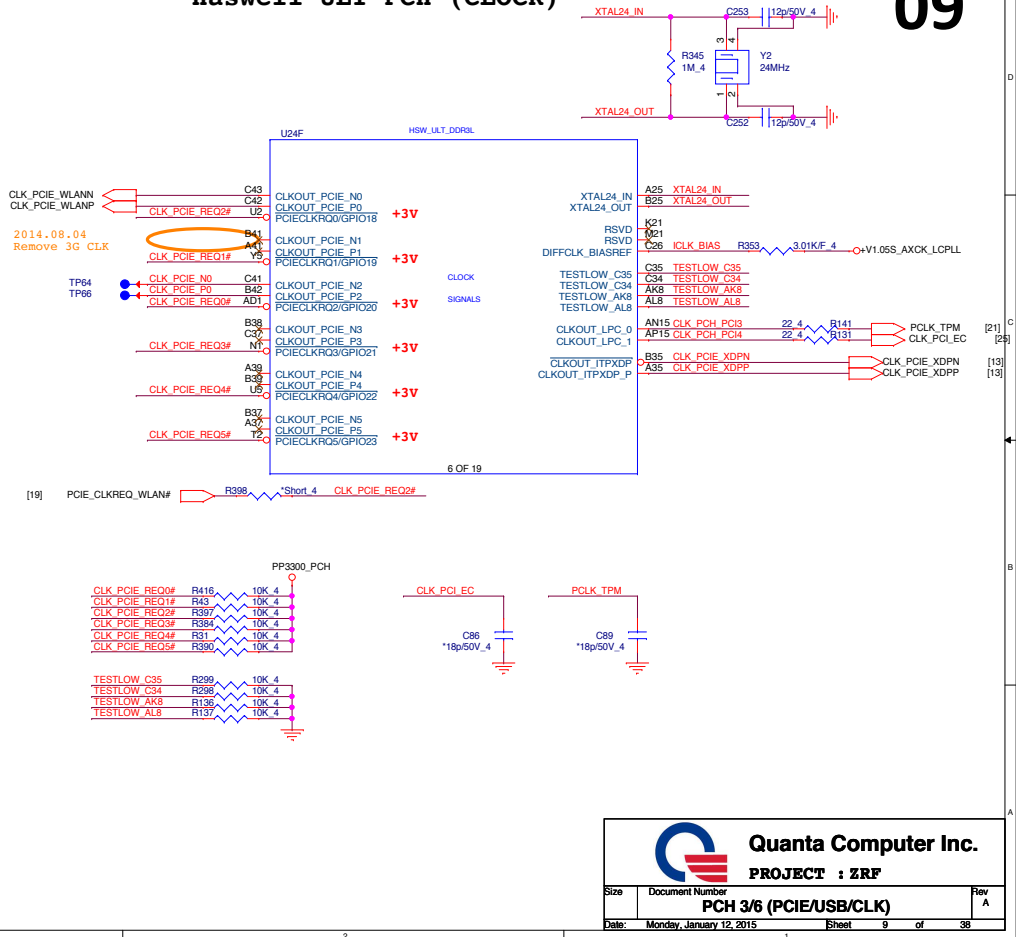 Haswell ULT PCH (CLOCK)
09
XTAL24_IN
C253
12p/50V_4
R345
1M_4
3
4
Y2
24MHz
1
2
XTAL24_OUT
C252
12p/50V_4
D
U24F
HSW_ULT_DDR3L
CLK_PCIE_WLANN
C43
CLKOUT_PCIE_N0
CLK_PCIE_WLANP
C42
CLKOUT_PCIE_P0
CLK_PCIE_REQ2#
U2
PCIECLKRQ0/GPIO18
+3V
2014.08.04
Remove 3G CLK
B41
CLKOUT_PCIE_N1
A41
CLKOUT_PCIE_P1
CLK_PCIE_REQ1#
Y5
PCIECLKRQ1/GPIO19
+3V
TP64
CLK_PCIE_N0
C41
CLKOUT_PCIE_N2
TP66
CLK_PCIE_P0
B42
CLKOUT_PCIE_P2
CLK_PCIE_REQ0#
AD1
PCIECLKRQ2/GPIO20
+3V
B38
CLKOUT_PCIE_N3
C37
CLKOUT_PCIE_P3
CLK_PCIE_REQ3#
N1
PCIECLKRQ3/GPIO21
+3V
A39
CLKOUT_PCIE_N4
B39
CLKOUT_PCIE_P4
CLK_PCIE_REQ4#
U5
PCIECLKRQ4/GPIO22
+3V
B37
CLKOUT_PCIE_N5
A37
CLKOUT_PCIE_P5
CLK_PCIE_REQ5#
T2
PCIECLKRQ5/GPIO23
+3V
CLOCK
SIGNALS
6 OF 19
XTAL24_IN
A25
XTAL24_IN
XTAL24_OUT
B25
XTAL24_OUT
RSVD
K21
RSVD
M21
DIFFCLK_BIASREF
C26
ICLK_BIAS
R353
3.01K/F_4
+V1.05S_AXCK_LCPLL
TESTLOW_C35
C35
TESTLOW_C35
TESTLOW_C34
C34
TESTLOW_C34
TESTLOW_AK8
AK8
TESTLOW_AK8
TESTLOW_AL8
AL8
TESTLOW_AL8
CLKOUT_LPC_0
AN15
CLK_PCH_PCI3
22_4
R141
PCLK_TPM
[21]
CLKOUT_LPC_1
AP15
CLK_PCH_PCI4
22_4
R131
CLK_PCI_EC
[25]
CLKOUT_ITPXDP
B35
CLK_PCIE_XDPN
CLK_PCIE_XDPN
[13]
CLKOUT_ITPXDP_P
A35
CLK_PCIE_XDPP
CLK_PCIE_XDPP
[13]
C
[19]
PCIE_CLKREQ_WLAN#
R398
*Short_4
CLK_PCIE_REQ2#
PP3300_PCH
B
CLK_PCIE_REQ0#
R416
10K_4
CLK_PCIE_REQ1#
R43
10K_4
CLK_PCIE_REQ2#
R397
10K_4
CLK_PCIE_REQ3#
R384
10K_4
CLK_PCIE_REQ4#
R31
10K_4
CLK_PCIE_REQ5#
R390
10K_4
TESTLOW_C35
R299
10K_4
TESTLOW_C34
R298
10K_4
TESTLOW_AK8
R136
10K_4
TESTLOW_AL8
R137
10K_4
CLK_PCI_EC
C86
*18p/50V_4
PCLK_TPM
C89
*18p/50V_4
A
Quanta Computer Inc.
PROJECT : ZRF
Size
Document Number
Rev
PCH 3/6 (PCIE/USB/CLK)
A
Date:
Monday, January 12, 2015
Sheet
9
of
38